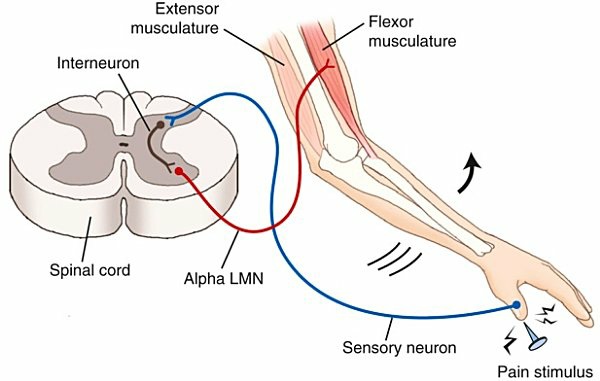 Extensor
musculature
Flexor
musculature
Interneuron
Spinal cord
Alpha LMN
Sensory neuron
Pain stimulus